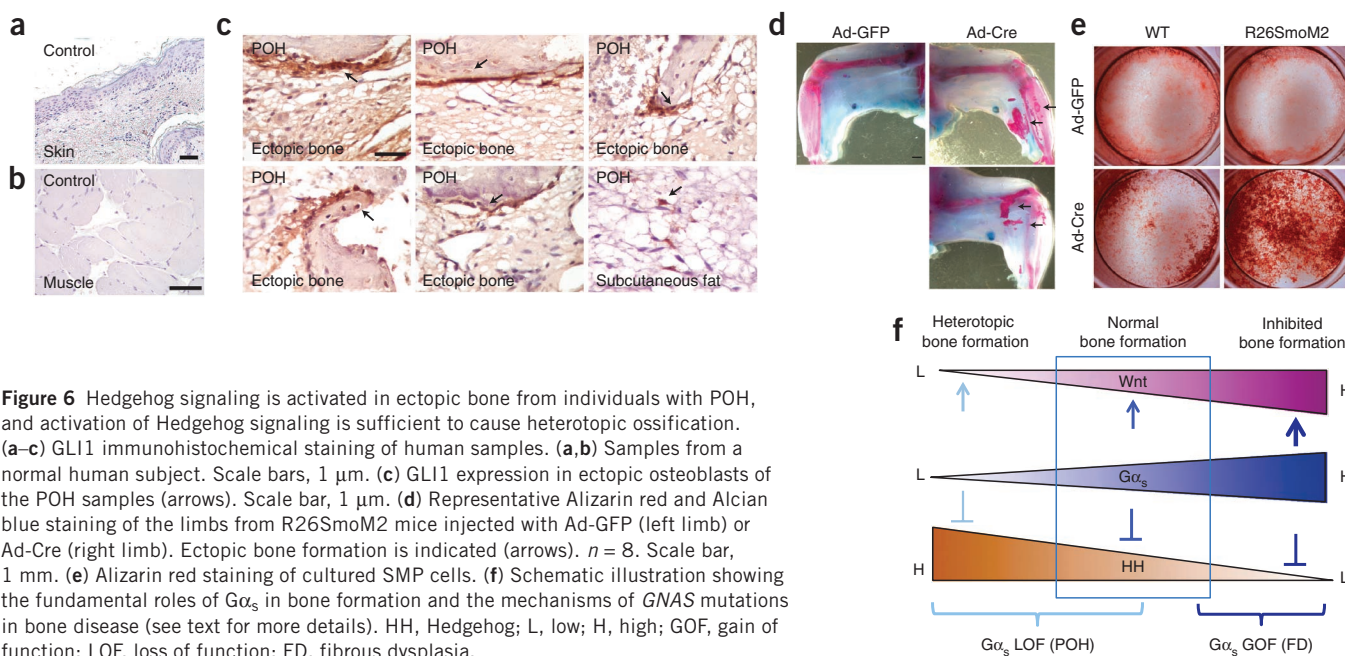 a
Control
Skin
b
Control
Muscle
c
POH
Ectopic bone
POH
Ectopic bone
POH
Ectopic bone
POH
Ectopic bone
POH
Ectopic bone
POH
Subcutaneous fat
d
Ad-GFP
Ad-Cre
e
WT
R26SmoM2
Ad-GFP
Ad-Cre
f
Heterotopic
bone formation
Normal
bone formation
Inhibited
bone formation
L
Wnt
H
L
Gαs
H
H
HH
L
Gαs LOF (POH)
Gαs GOF (FD)
Figure 6 Hedgehog signaling is activated in ectopic bone from individuals with POH,
and activation of Hedgehog signaling is sufficient to cause heterotopic ossification.
(a–c) GLI1 immunohistochemical staining of human samples. (a,b) Samples from a
normal human subject. Scale bars, 1 μm. (c) GLI1 expression in ectopic osteoblasts of
the POH samples (arrows). Scale bar, 1 μm. (d) Representative Alizarin red and Alcian
blue staining of the limbs from R26SmoM2 mice injected with Ad-GFP (left limb) or
Ad-Cre (right limb). Ectopic bone formation is indicated (arrows). n = 8. Scale bar,
1 mm. (e) Alizarin red staining of cultured SMP cells. (f) Schematic illustration showing
the fundamental roles of Gαs in bone formation and the mechanisms of GNAS mutations
in bone disease (see text for more details). HH, Hedgehog; L, low; H, high; GOF, gain of
function; LOF, loss of function; FD, fibrous dysplasia.